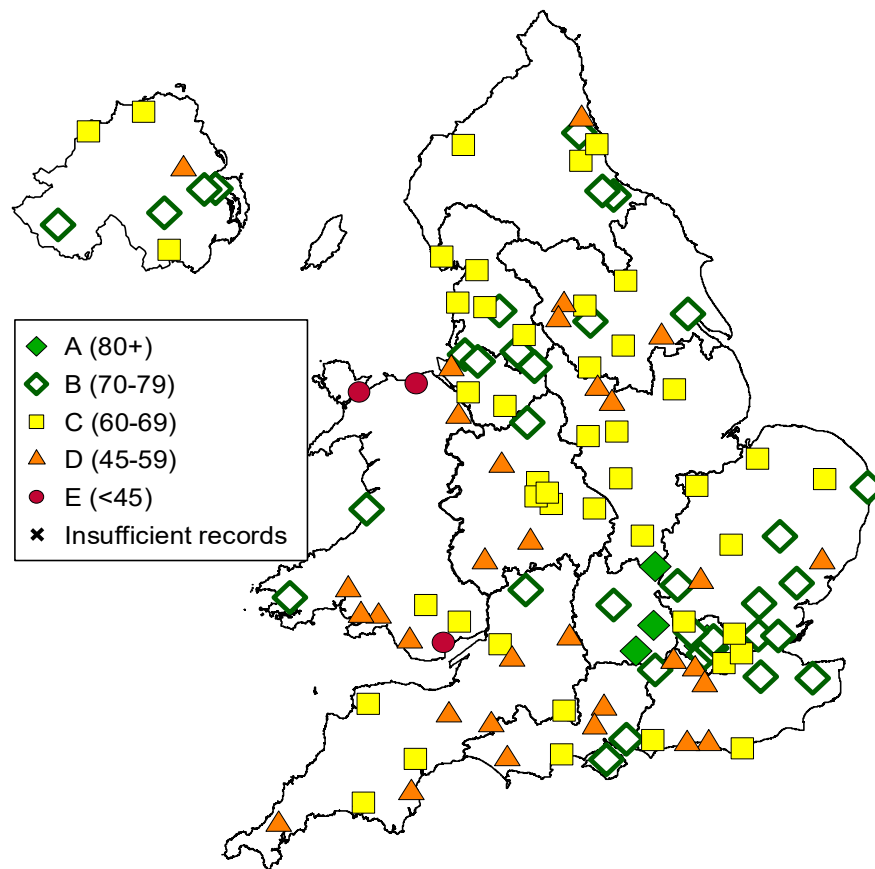 A (80+)
B (70-79)
C (60-69)
D (45-59)
E (<45)
Insufficient records